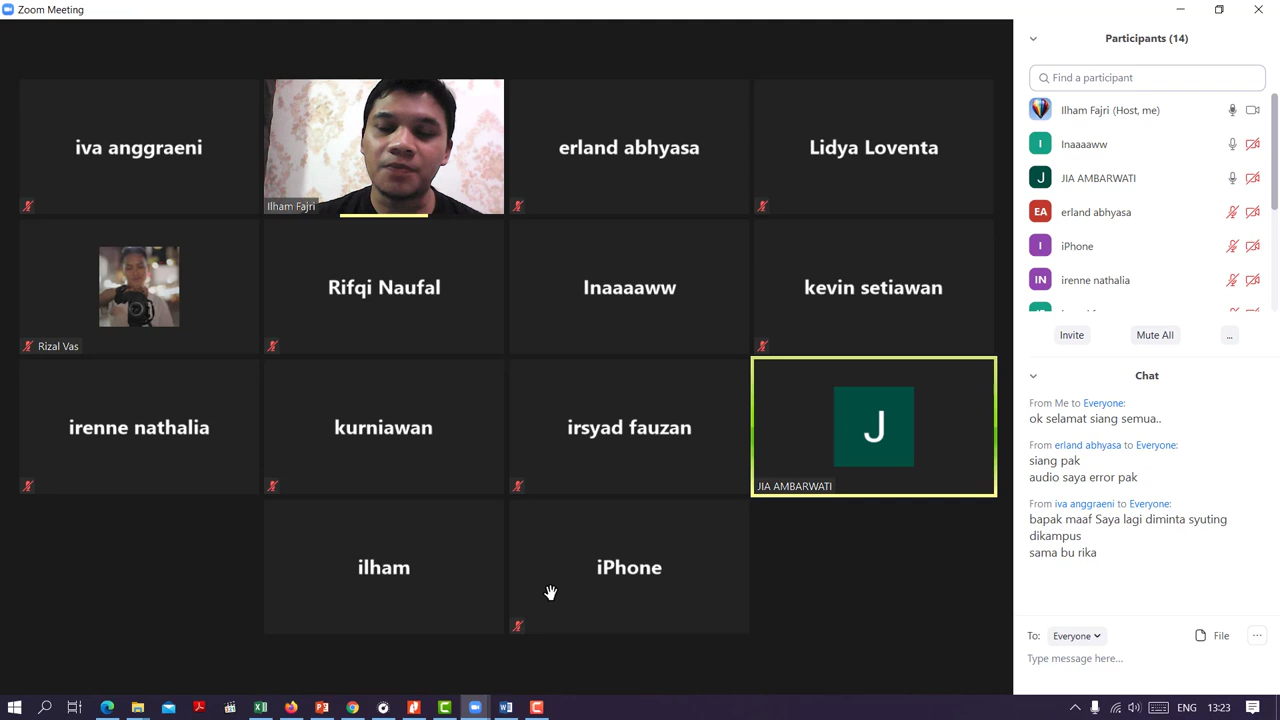 Zoom Meeting
iva anggraeni
Ilham Fajri
erland abhyasa
Lidya Loventa
Rizal Vas
Rifqi Naufal
Inaaaaww
kevin setiawan
irenne nathalia
kurniawan
irsyad fauzan
J
JIA AMBARWATI
ilham
iPhone
Participants (14)
Find a participant
Ilham Fajri (Host, me)
I Inaaaaww
J JIA AMBARWATI
EA erland abhyasa
I iPhone
IN irenne nathalia
Invite Mute All ...
Chat
From Me to Everyone:
ok selamat siang semua..
From erland abhyasa to Everyone:
siang pak
audio saya error pak
From iva anggraeni to Everyone:
bapak maaf Saya lagi diminta syuting
dikampus
sama bu rika
To: Everyone File ...
Type message here...
ENG 13:23